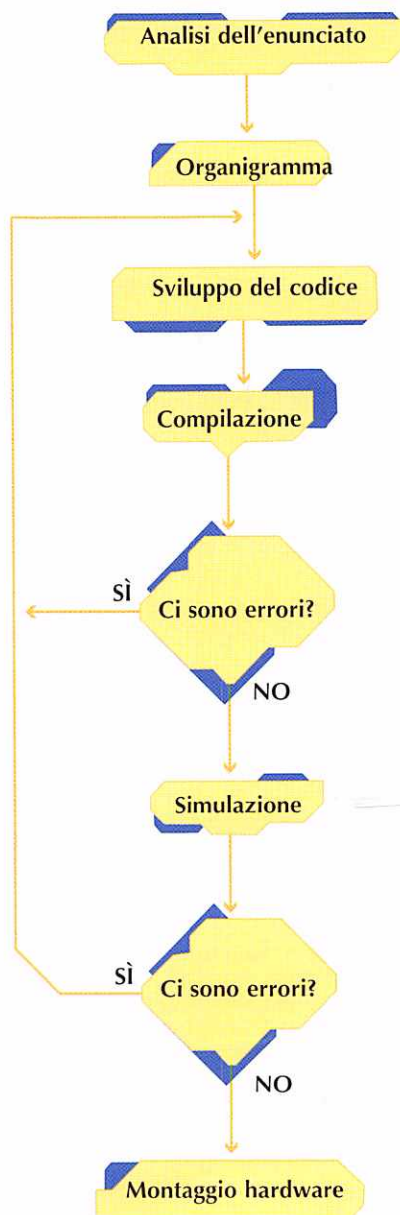 Analisi dell'enunciato
Organigramma
Sviluppo del codice
Compilazione
Ci sono errori?
SÌ
NO
Simulazione
Ci sono errori?
SÌ
NO
Montaggio hardware